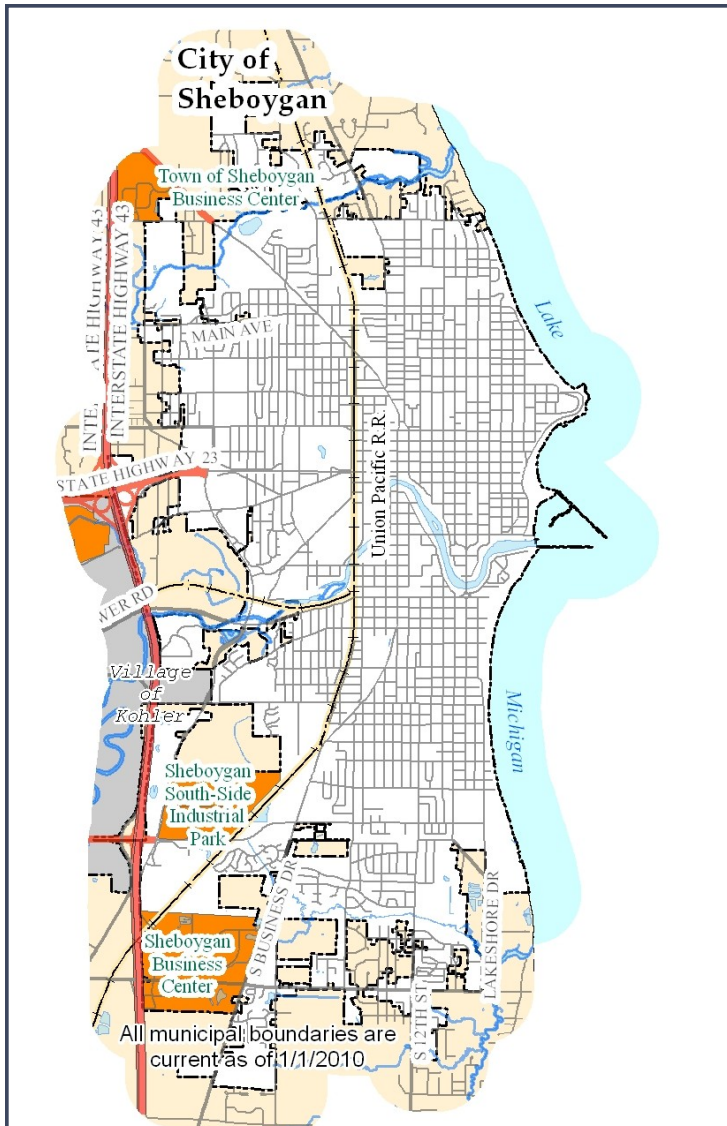 City of
Sheboygan
Town of Sheboygan
Business Center
INTERSTATE HIGHWAY 43
MAIN AVE
Lake
STATE HIGHWAY 23
Union Pacific R.R.
WER RD
Village
of
Kohler
Michigan
Sheboygan
South-Side
Industrial
Park
S BUSINESS DR
LAKESHORE DR
Sheboygan
Business
Center
S 12TH ST
All municipal boundaries are
current as of 1/1/2010